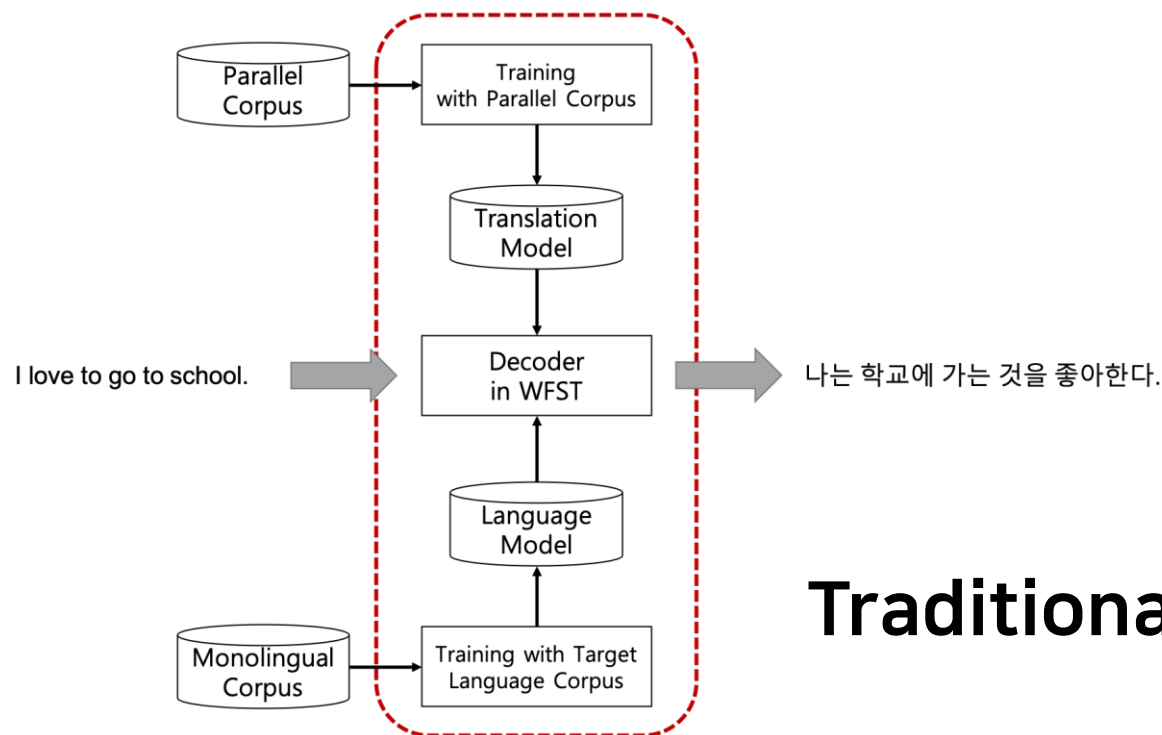 Parallel
Corpus
Training
with Parallel Corpus
Translation
Model
I love to go to school.
Decoder
in WFST
나는 학교에 가는 것을 좋아한다.
Language
Model
Traditiona
Monolingual
Corpus
Training with Target
Language Corpus